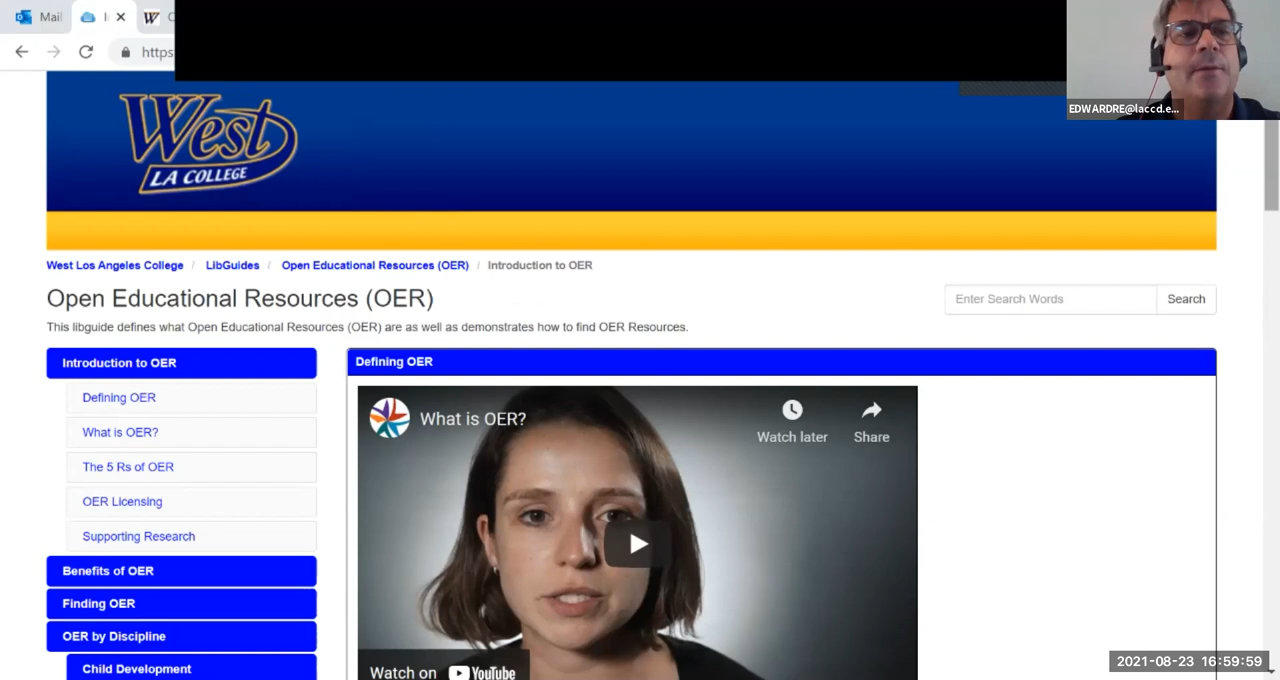 Mail
https
EDWARDRE@laccd.e...
West
LA COLLEGE
West Los Angeles College / LibGuides / Open Educational Resources (OER) / Introduction to OER
Open Educational Resources (OER)
Enter Search Words
Search
This libguide defines what Open Educational Resources (OER) are as well as demonstrates how to find OER Resources.
Introduction to OER
Defining OER
What is OER?
The 5 Rs of OER
OER Licensing
Supporting Research
Benefits of OER
Finding OER
OER by Discipline
Child Development
Defining OER
What is OER?
Watch later
Share
Watch on YouTube
2021-08-23 16:59:59